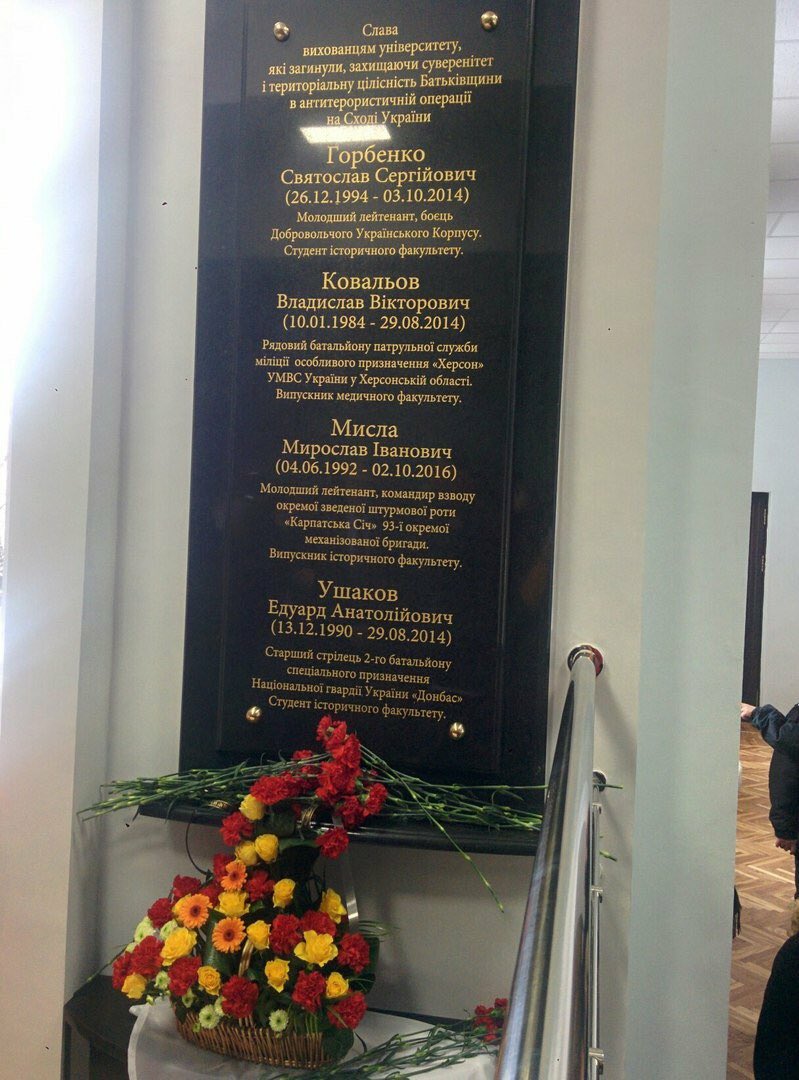 Слава
вихованцям університету,
які загинули, захищаючи суверенітет
і територіальну цілісність Батьківщини
в антитерористичній операції
на Сході України
Горбенко
Святослав Сергійович
(26.12.1994 - 03.10.2014)
Молодший лейтенант, боєць
Добровольчого Українського Корпусу.
Студент історичного факультету.
Ковальов
Владислав Вікторович
(10.01.1984 - 29.08.2014)
Рядовий батальйону патрульної служби
міліції особливого призначення «Херсон»
УМВС України у Херсонській області.
Випускник медичного факультету.
Мисла
Мирослав Іванович
(04.06.1992 - 02.10.2016)
Молодший лейтенант, командир взводу
окремої зведеної штурмової роти
«Карпатська Січ» 93-ї окремої
механізованої бригади.
Випускник історичного факультету.
Ушаков
Едуард Анатолійович
(13.12.1990 - 29.08.2014)
Старший стрілець 2-го батальйону
спеціального призначення
Національної гвардії України «Донбас»
Студент історичного факультету.